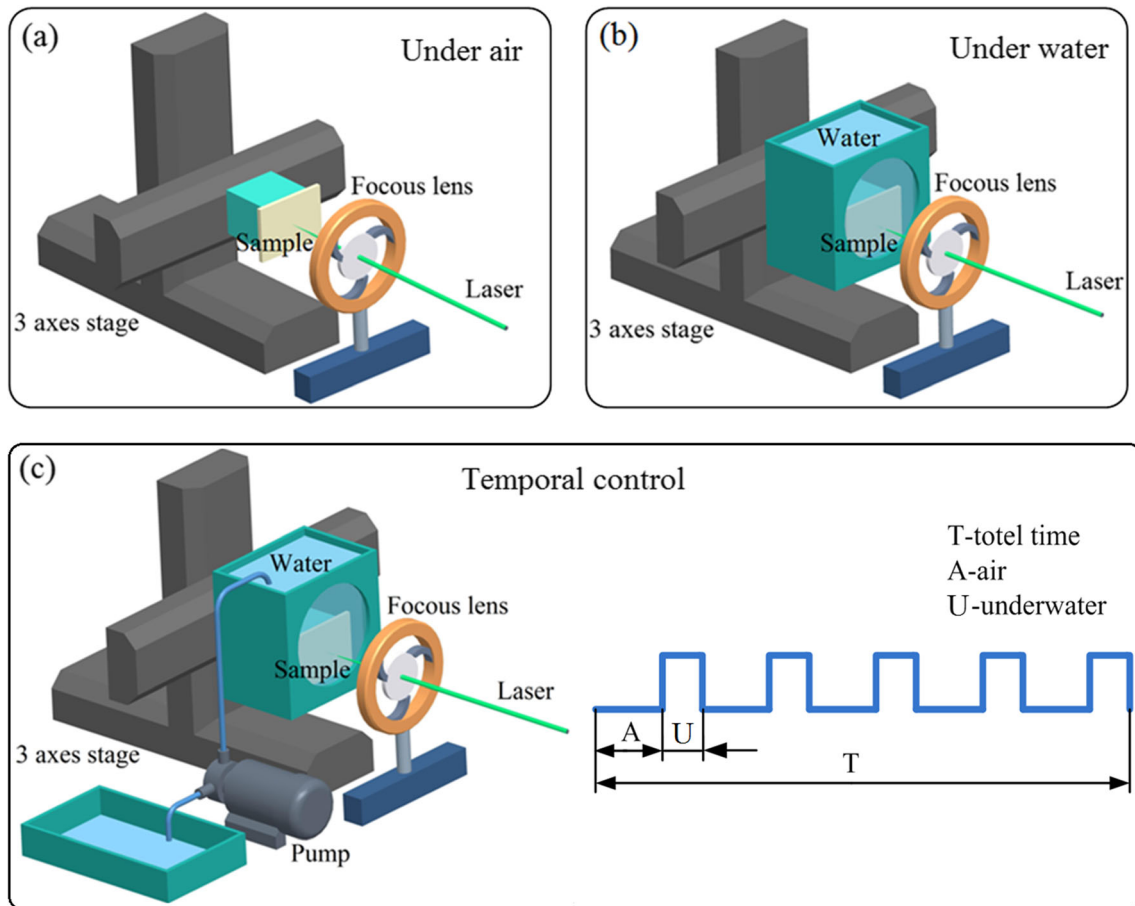 (a)
Under air
Focous lens
Sample
Laser
3 axes stage
(b)
Under water
Water
Focous lens
Sample
Laser
3 axes stage
(c)
Temporal control
Water
Focous lens
Sample
Laser
3 axes stage
Pump
T-totel time
A-air
U-underwater
A
U
T